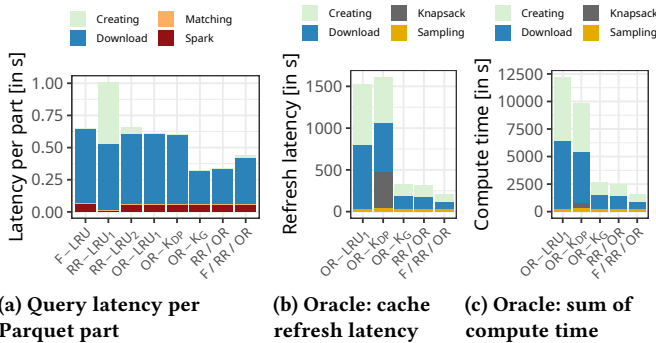 Creating Matching
Download Spark
Latency per part [in s]
1.00
0.75
0.50
0.25
0.00
F – LRU
RR – LRU1
RR – LRU2
OR – LRU1
OR – KDP
OR – KG
RR / OR
F / RR / OR
(a) Query latency per
Parquet part
Creating Knapsack
Download Sampling
Refresh latency [in s]
1500
1000
500
0
OR – LRU1
OR – KDP
OR – KG
RR / OR
F / RR / OR
(b) Oracle: cache
refresh latency
Creating Knapsack
Download Sampling
Compute time [in s]
12500
10000
7500
5000
2500
0
OR – LRU1
OR – KDP
OR – KG
RR / OR
F / RR / OR
(c) Oracle: sum of
compute time